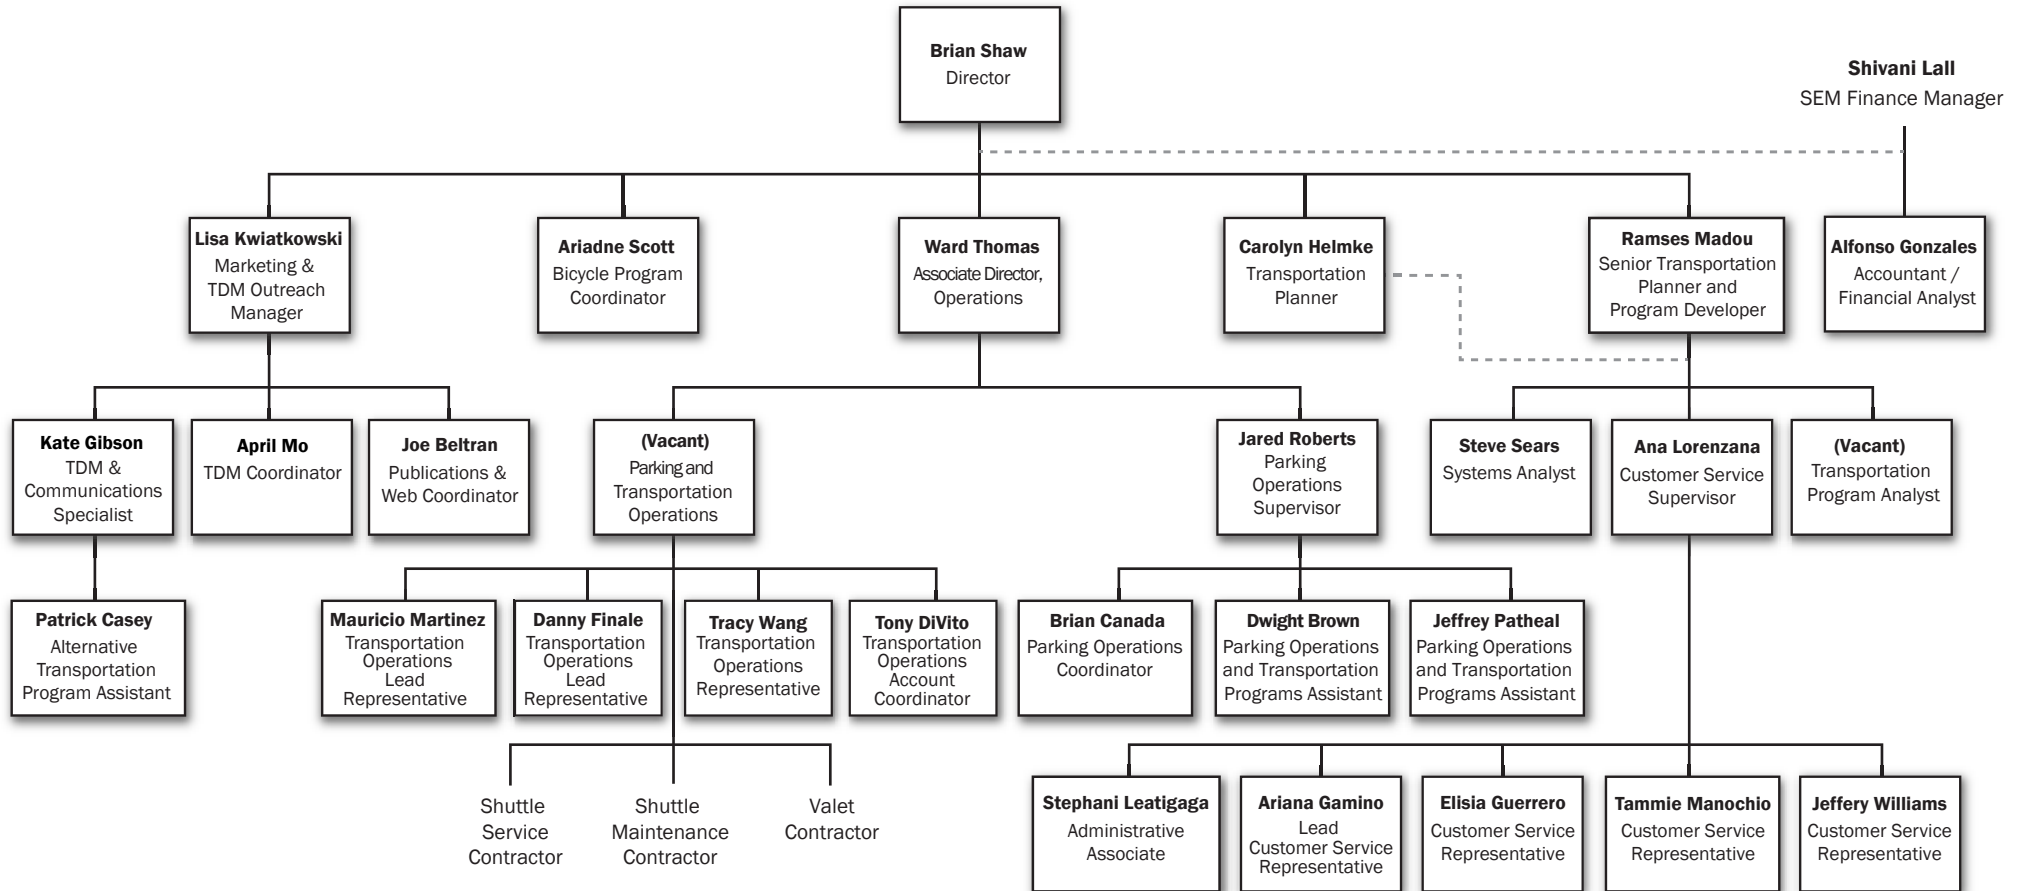 Brian Shaw
Director
Shivani Lall
SEM Finance Manager
Lisa Kwiatkowski
Marketing &
TDM Outreach
Manager
Ariadne Scott
Bicycle Program
Coordinator
Ward Thomas
Associate Director,
Operations
Carolyn Helmke
Transportation
Planner
Ramses Madou
Senior Transportation
Planner and
Program Developer
Alfonso Gonzales
Accountant /
Financial Analyst
Kate Gibson
TDM &
Communications
Specialist
April Mo
TDM Coordinator
Joe Beltran
Publications &
Web Coordinator
(Vacant)
Parking and
Transportation
Operations
Jared Roberts
Parking
Operations
Supervisor
Steve Sears
Systems Analyst
Ana Lorenzana
Customer Service
Supervisor
(Vacant)
Transportation
Program Analyst
Patrick Casey
Alternative
Transportation
Program Assistant
Mauricio Martinez
Transportation
Operations
Lead
Representative
Danny Finale
Transportation
Operations
Lead
Representative
Tracy Wang
Transportation
Operations
Representative
Tony DiVito
Transportation
Operations
Account
Coordinator
Brian Canada
Parking Operations
Coordinator
Dwight Brown
Parking Operations
and Transportation
Programs Assistant
Jeffrey Patheal
Parking Operations
and Transportation
Programs Assistant
Shuttle
Service
Contractor
Shuttle
Maintenance
Contractor
Valet
Contractor
Stephani Leatigaga
Administrative
Associate
Ariana Gamino
Lead
Customer Service
Representative
Elisia Guerrero
Customer Service
Representative
Tammie Manochio
Customer Service
Representative
Jeffery Williams
Customer Service
Representative